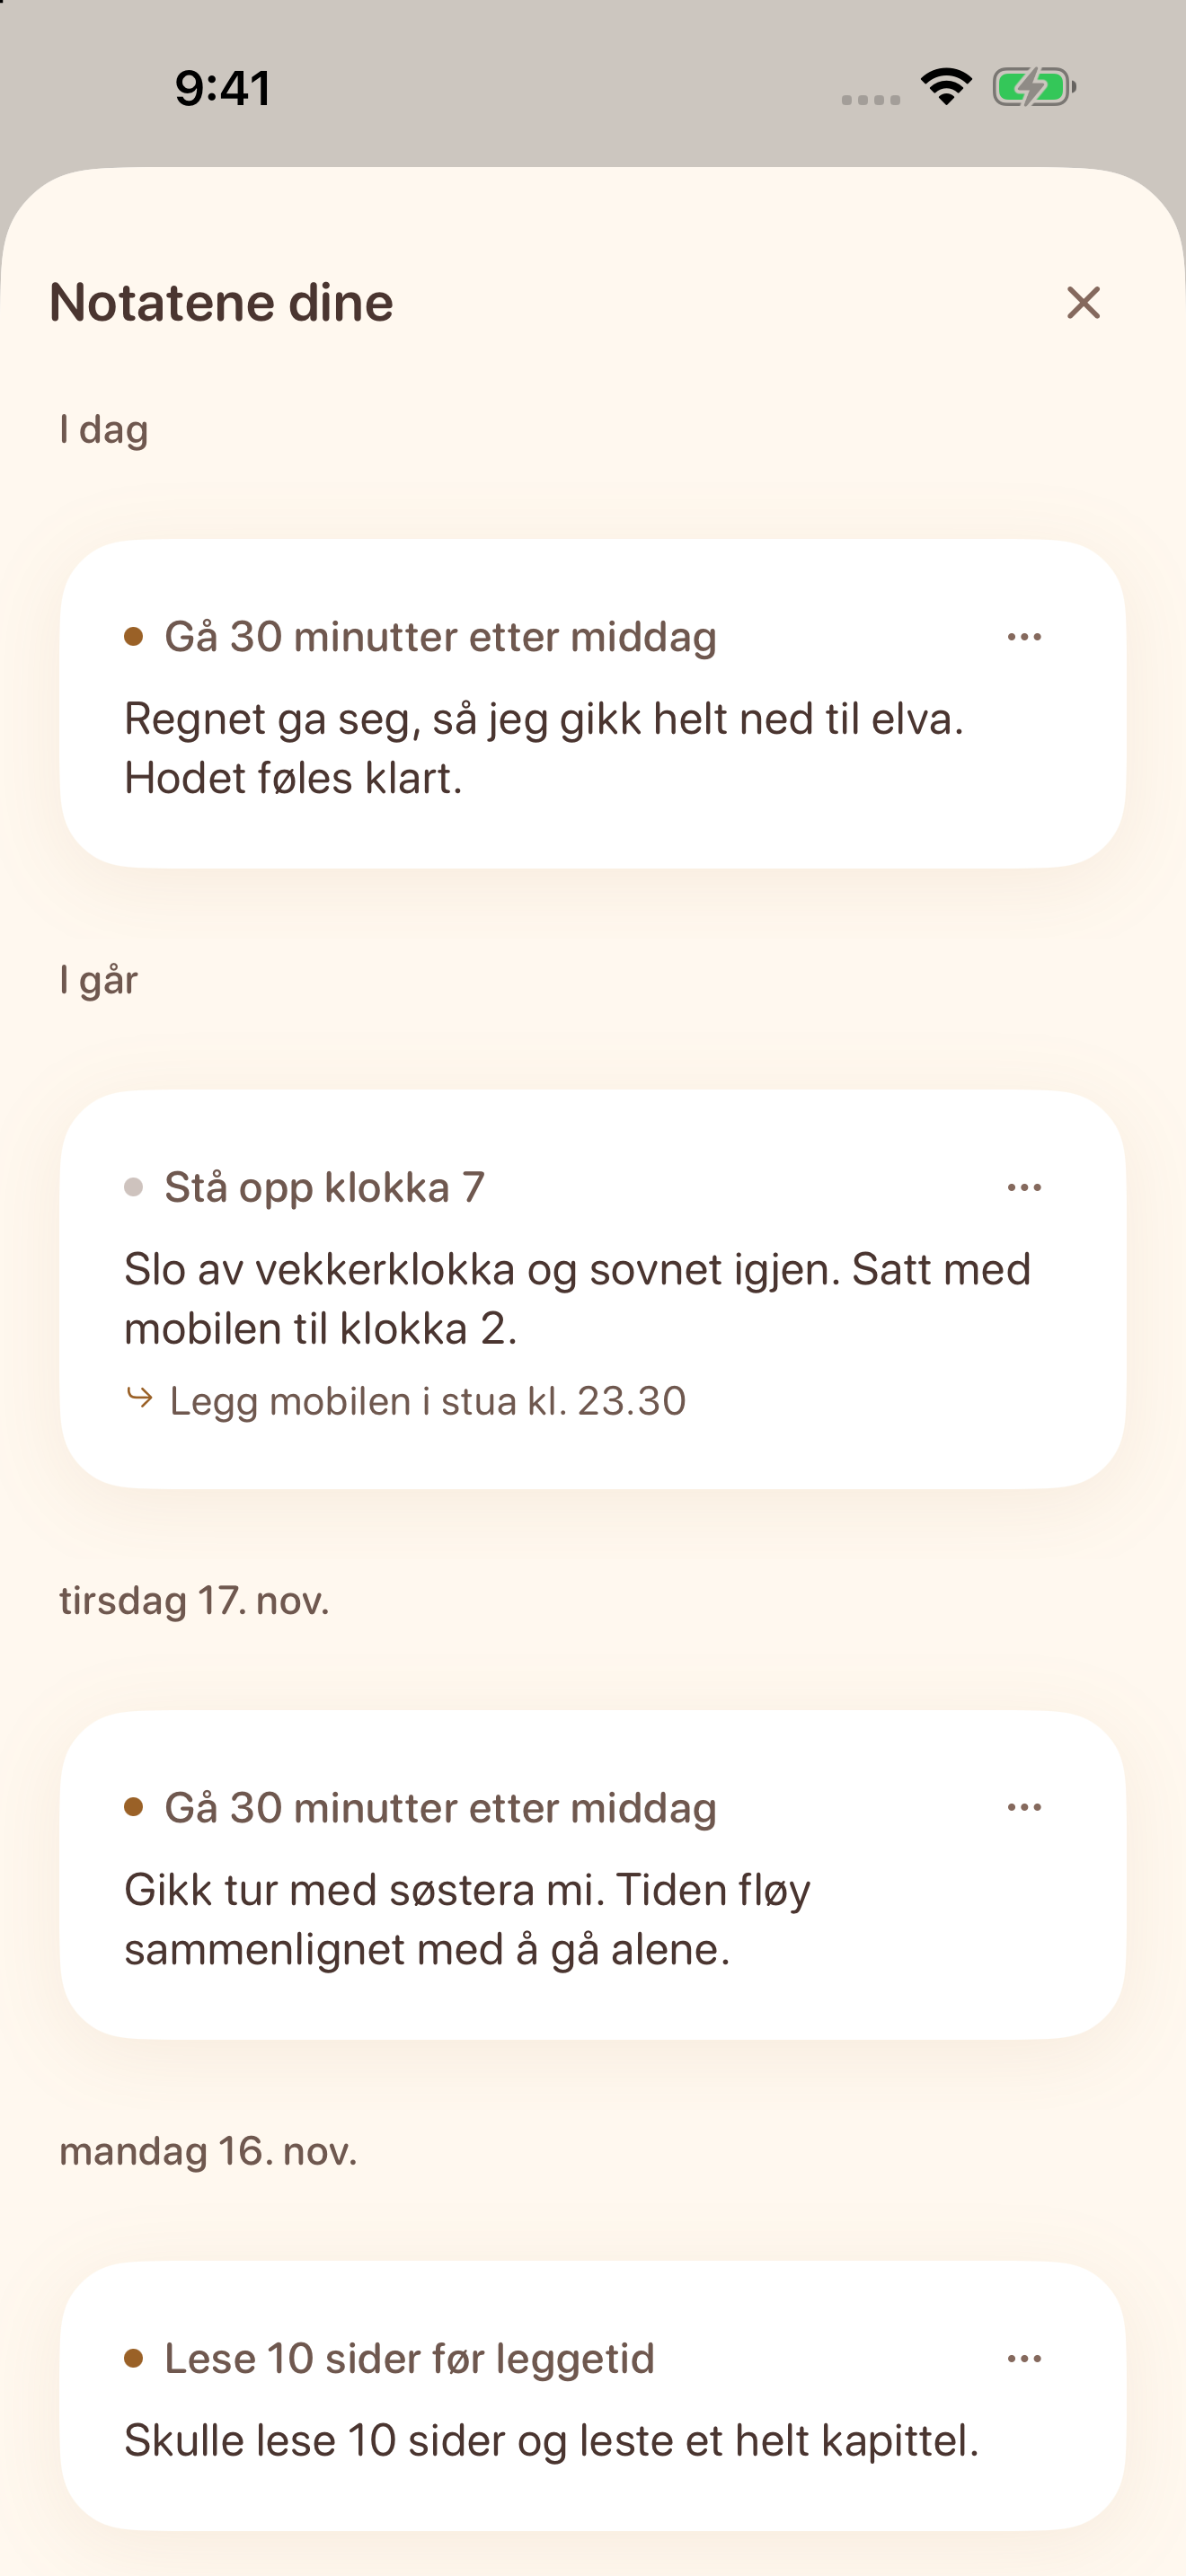 9:41
Notatene dine
I dag
Gå 30 minutter etter middag
Regnet ga seg, så jeg gikk helt ned til elva.
Hodet føles klart.
I går
Stå opp klokka 7
Slo av vekkerklokka og sovnet igjen. Satt med
mobilen til klokka 2.
Legg mobilen i stua kl. 23.30
tirsdag 17. nov.
Gå 30 minutter etter middag
Gikk tur med søstera mi. Tiden fløy
sammenlignet med å gå alene.
mandag 16. nov.
Lese 10 sider før leggetid
Skulle lese 10 sider og leste et helt kapittel.